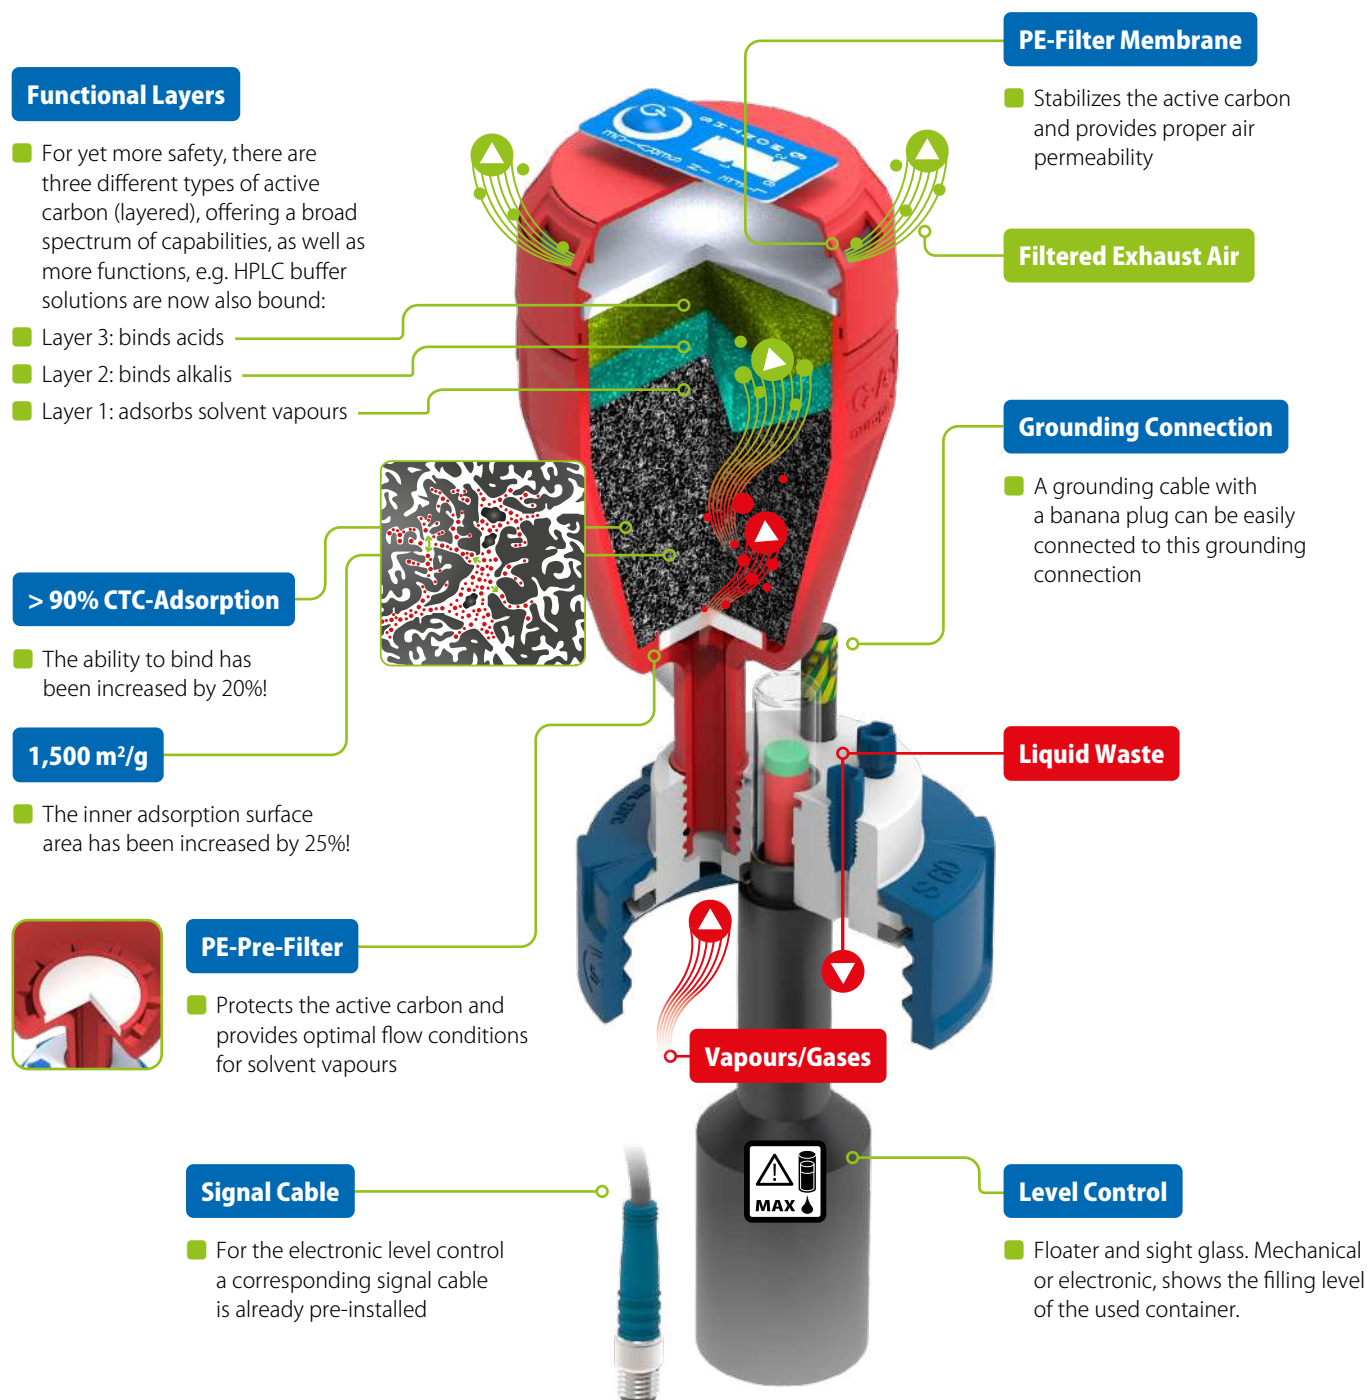 Functional Layers
For yet more safety, there are
three different types of active
carbon (layered), offering a broad
spectrum of capabilities, as well as
more functions, e.g. HPLC buffer
solutions are now also bound:
Layer 3: binds acids
Layer 2: binds alkalis
Layer 1: adsorbs solvent vapours
> 90% CTC-Adsorption
The ability to bind has
been increased by 20%!
1,500 m²/g
The inner adsorption surface
area has been increased by 25%!
PE-Pre-Filter
Protects the active carbon and
provides optimal flow conditions
for solvent vapours
Signal Cable
For the electronic level control
a corresponding signal cable
is already pre-installed
PE-Filter Membrane
Stabilizes the active carbon
and provides proper air
permeability
Filtered Exhaust Air
Grounding Connection
A grounding cable with
a banana plug can be easily
connected to this grounding
connection
Liquid Waste
S 60
Vapours/Gases
MAX
Level Control
Floater and sight glass. Mechanical
or electronic, shows the filling level
of the used container.